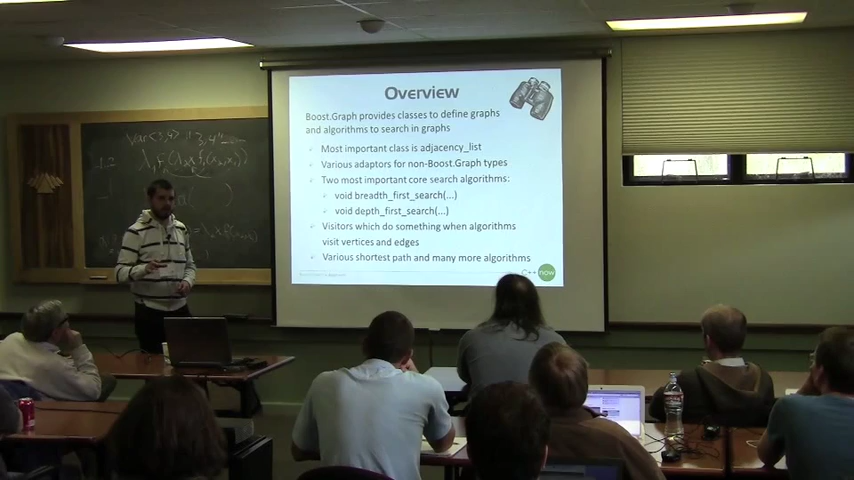 Overview
Boost.Graph provides classes to define graphs
and algorithms to search in graphs
Most important class is adjacency_list
Various adaptors for non-Boost.Graph types
Two most important core search algorithms:
void breadth_first_search(...)
void depth_first_search(...)
Visitors which do something when algorithms
visit vertices and edges
Various shortest path and many more algorithms
C++ now